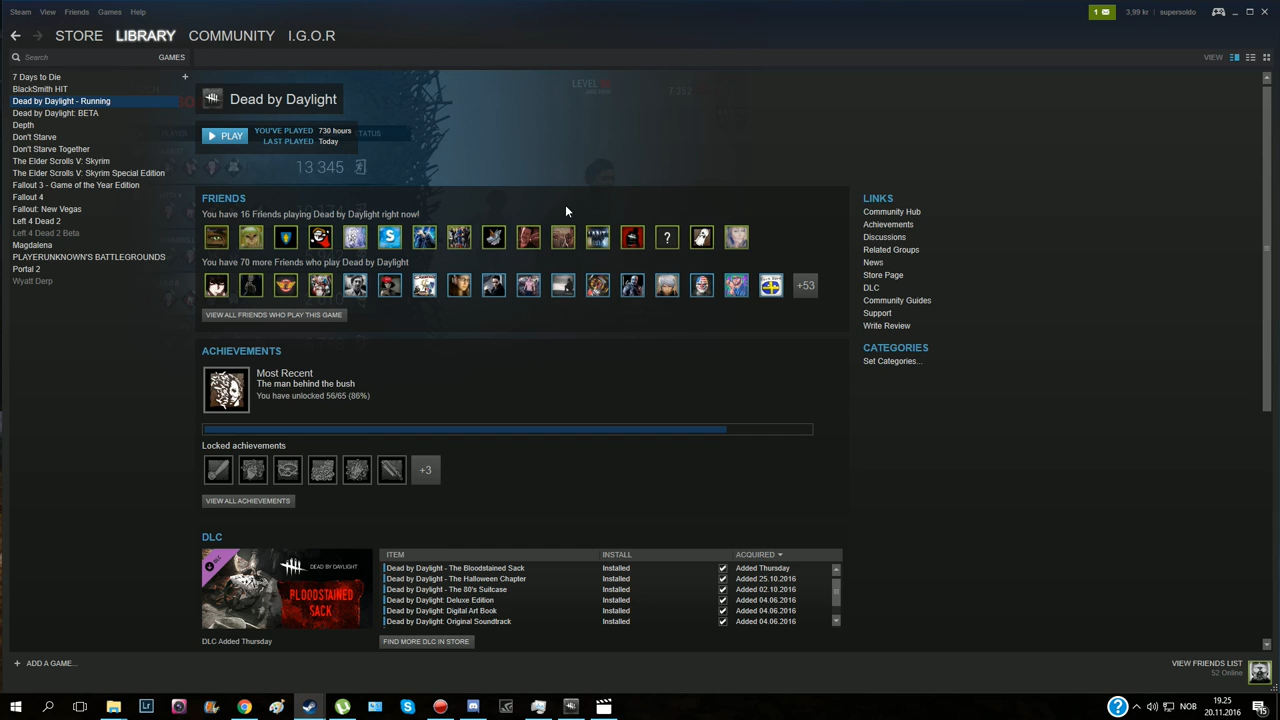 Steam View Friends Games Help
1
3,99 kr supersoldo
STORE LIBRARY COMMUNITY I.G.O.R
Search
GAMES
VIEW
7 Days to Die
BlackSmith HIT
Dead by Daylight - Running
Dead by Daylight: BETA
Depth
Don't Starve
Don't Starve Together
The Elder Scrolls V: Skyrim
The Elder Scrolls V: Skyrim Special Edition
Fallout 3 - Game of the Year Edition
Fallout 4
Fallout: New Vegas
Left 4 Dead 2
Left 4 Dead 2 Beta
Magdalena
PLAYERUNKNOWN'S BATTLEGROUNDS
Portal 2
Wyatt Derp
LEVEL
7 352
Dead by Daylight
PLAY
YOU'VE PLAYED 730 hours
LAST PLAYED Today
STATUS
13 345
FRIENDS
You have 16 Friends playing Dead by Daylight right now!
?
You have 70 more Friends who play Dead by Daylight
+53
VIEW ALL FRIENDS WHO PLAY THIS GAME
ACHIEVEMENTS
Most Recent
The man behind the bush
You have unlocked 56/65 (86%)
Locked achievements
+3
VIEW ALL ACHIEVEMENTS
DLC
DEAD BY DAYLIGHT
BLOODSTAINED
SACK
DLC Added Thursday
ITEM INSTALL ACQUIRED
Dead by Daylight - The Bloodstained Sack Installed Added Thursday
Dead by Daylight - The Halloween Chapter Installed Added 25.10.2016
Dead by Daylight - The 80's Suitcase Installed Added 02.10.2016
Dead by Daylight: Deluxe Edition Installed Added 04.06.2016
Dead by Daylight: Digital Art Book Installed Added 04.06.2016
Dead by Daylight: Original Soundtrack Installed Added 04.06.2016
FIND MORE DLC IN STORE
LINKS
Community Hub
Achievements
Discussions
Related Groups
News
Store Page
DLC
Community Guides
Support
Write Review
CATEGORIES
Set Categories...
+ ADD A GAME...
VIEW FRIENDS LIST
52 Online
Lr
NOB
19.25
20.11.2016
15